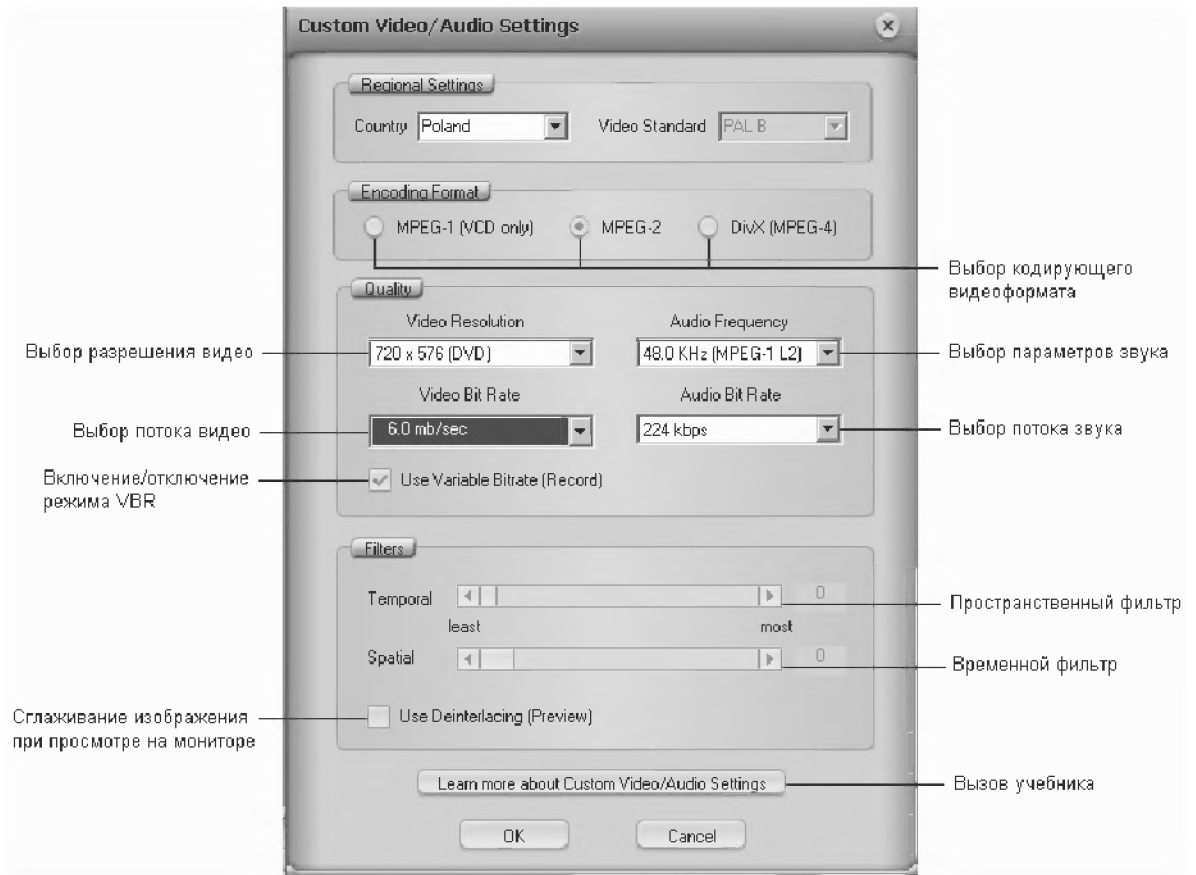 Custom Video/Audio Settings
Regional Settings
Country Poland Video Standard PAL B
Encoding Format
MPEG-1 (VCD only) MPEG-2 DivX (MPEG-4)
Выбор кодирующего
видеоформата
Quality
Video Resolution Audio Frequency
Выбор разрешения видео 720 x 576 (DVD) 48.0 KHz (MPEG-1 L2) Выбор параметров звука
Video Bit Rate Audio Bit Rate
Выбор потока видео 6.0 mb/sec 224 kbps Выбор потока звука
Включение/отключение
режима VBR
Use Variable Bitrate (Record)
Filters
Temporal 0 Пространственный фильтр
least most
Spatial 0 Временной фильтр
Сглаживание изображения
при просмотре на мониторе
Use Deinterlacing (Preview)
Learn more about Custom Video/Audio Settings Вызов учебника
OK Cancel